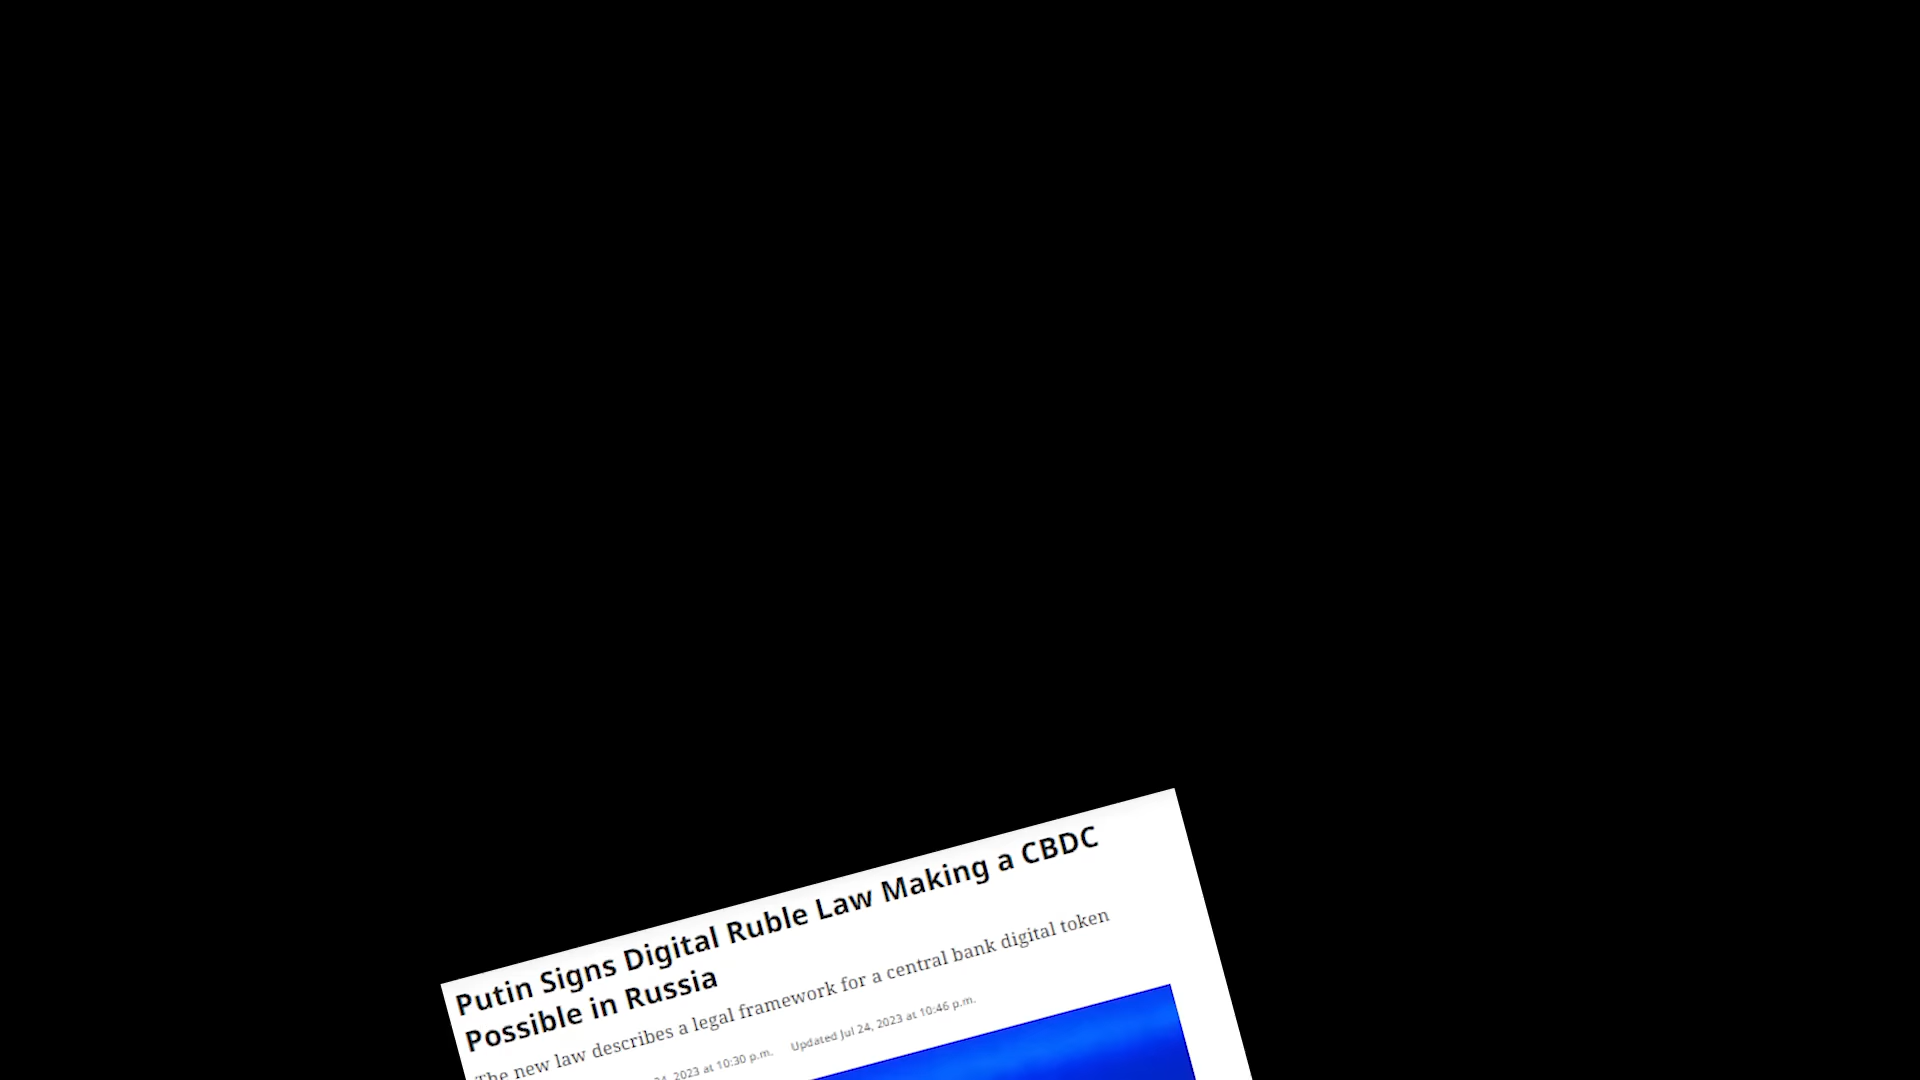 Putin Signs Digital Ruble Law Making a CBDC
Possible in Russia
The new law describes a legal framework for a central bank digital token
24, 2023 at 10:30 p.m. Updated Jul 24, 2023 at 10:46 p.m.